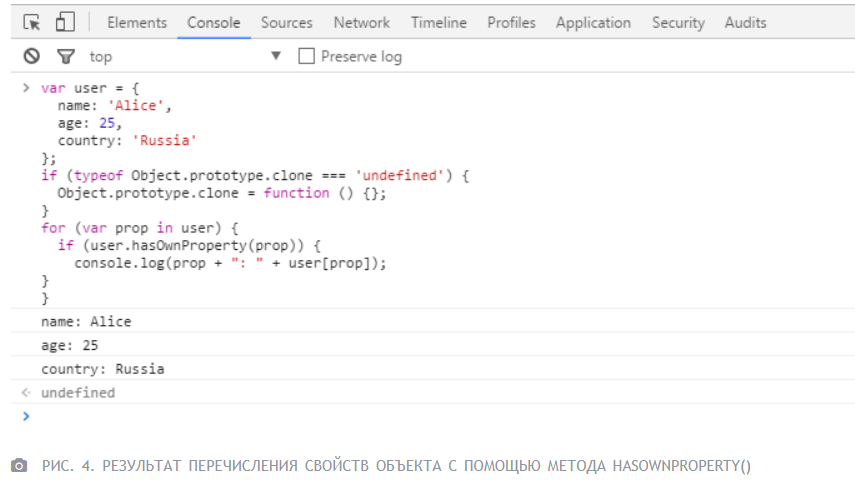 Elements Console Sources Network Timeline Profiles Application Security Audits
top ▼ Preserve log
> var user = {
name: 'Alice',
age: 25,
country: 'Russia'
};
if (typeof Object.prototype.clone === 'undefined') {
Object.prototype.clone = function () {};
}
for (var prop in user) {
if (user.hasOwnProperty(prop)) {
console.log(prop + ": " + user[prop]);
}
}
name: Alice
age: 25
country: Russia
undefined
>
РИС. 4. РЕЗУЛЬТАТ ПЕРЕЧИСЛЕНИЯ СВОЙСТВ ОБЪЕКТА С ПОМОЩЬЮ МЕТОДА HASOWNPROPERTY()